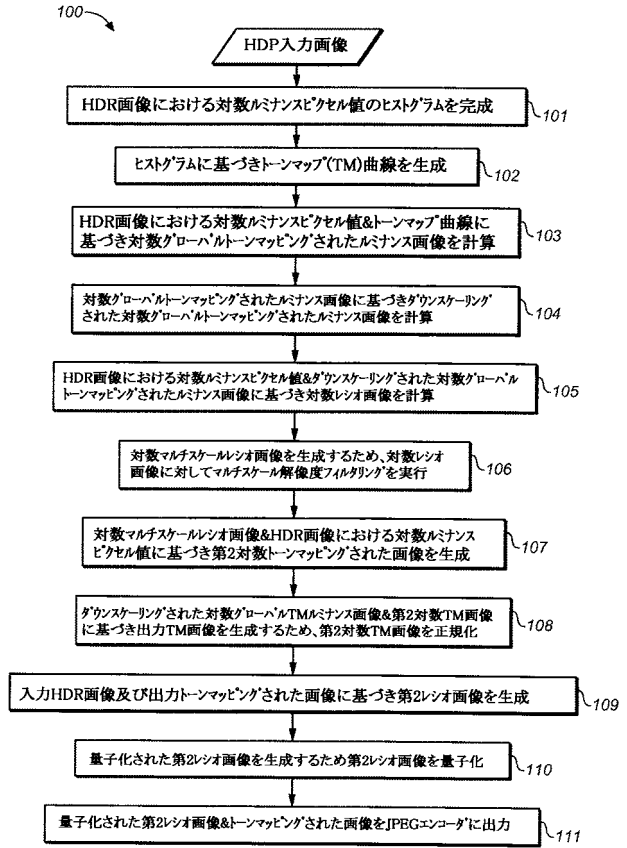 100
HDP入力画像
HDR画像における対数ルミナンスピクセル値のヒストグラムを完成
101
ヒストグラムに基づきトーンマップ(TM)曲線を生成
102
HDR画像における対数ルミナンスピクセル値&トーンマップ曲線に
基づき対数グローバルトーンマッピングされたルミナンス画像を計算
103
対数グローバルトーンマッピングされたルミナンス画像に基づきダウンスケーリング
された対数グローバルトーンマッピングされたルミナンス画像を計算
104
HDR画像における対数ルミナンスピクセル値&ダウンスケーリングされた対数グローバル
トーンマッピングされたルミナンス画像に基づき対数レシオ画像を計算
105
対数マルチスケールレシオ画像を生成するため、対数レシオ
画像に対してマルチスケール解像度フィルタリングを実行
106
対数マルチスケールレシオ画像&HDR画像における対数ルミナンス
ピクセル値に基づき第2対数トーンマッピングされた画像を生成
107
ダウンスケーリングされた対数グローバルTMルミナンス画像&第2対数TM画像
に基づき出力TM画像を生成するため、第2対数TM画像を正規化
108
入力HDR画像及び出力トーンマッピングされた画像に基づき第2レシオ画像を生成
109
量子化された第2レシオ画像を生成するため第2レシオ画像を量子化
110
量子化された第2レシオ画像&トーンマッピングされた画像をJPEGエンコーダに出力
111